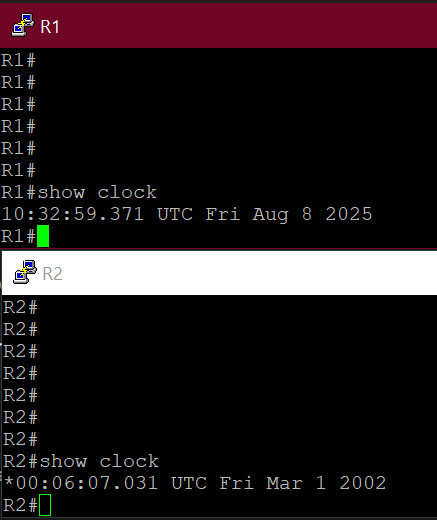 R1
R1#
R1#
R1#
R1#
R1#
R1#
R1#show clock
10:32:59.371 UTC Fri Aug 8 2025
R1#
R2
R2#
R2#
R2#
R2#
R2#
R2#
R2#
R2#show clock
*00:06:07.031 UTC Fri Mar 1 2002
R2#